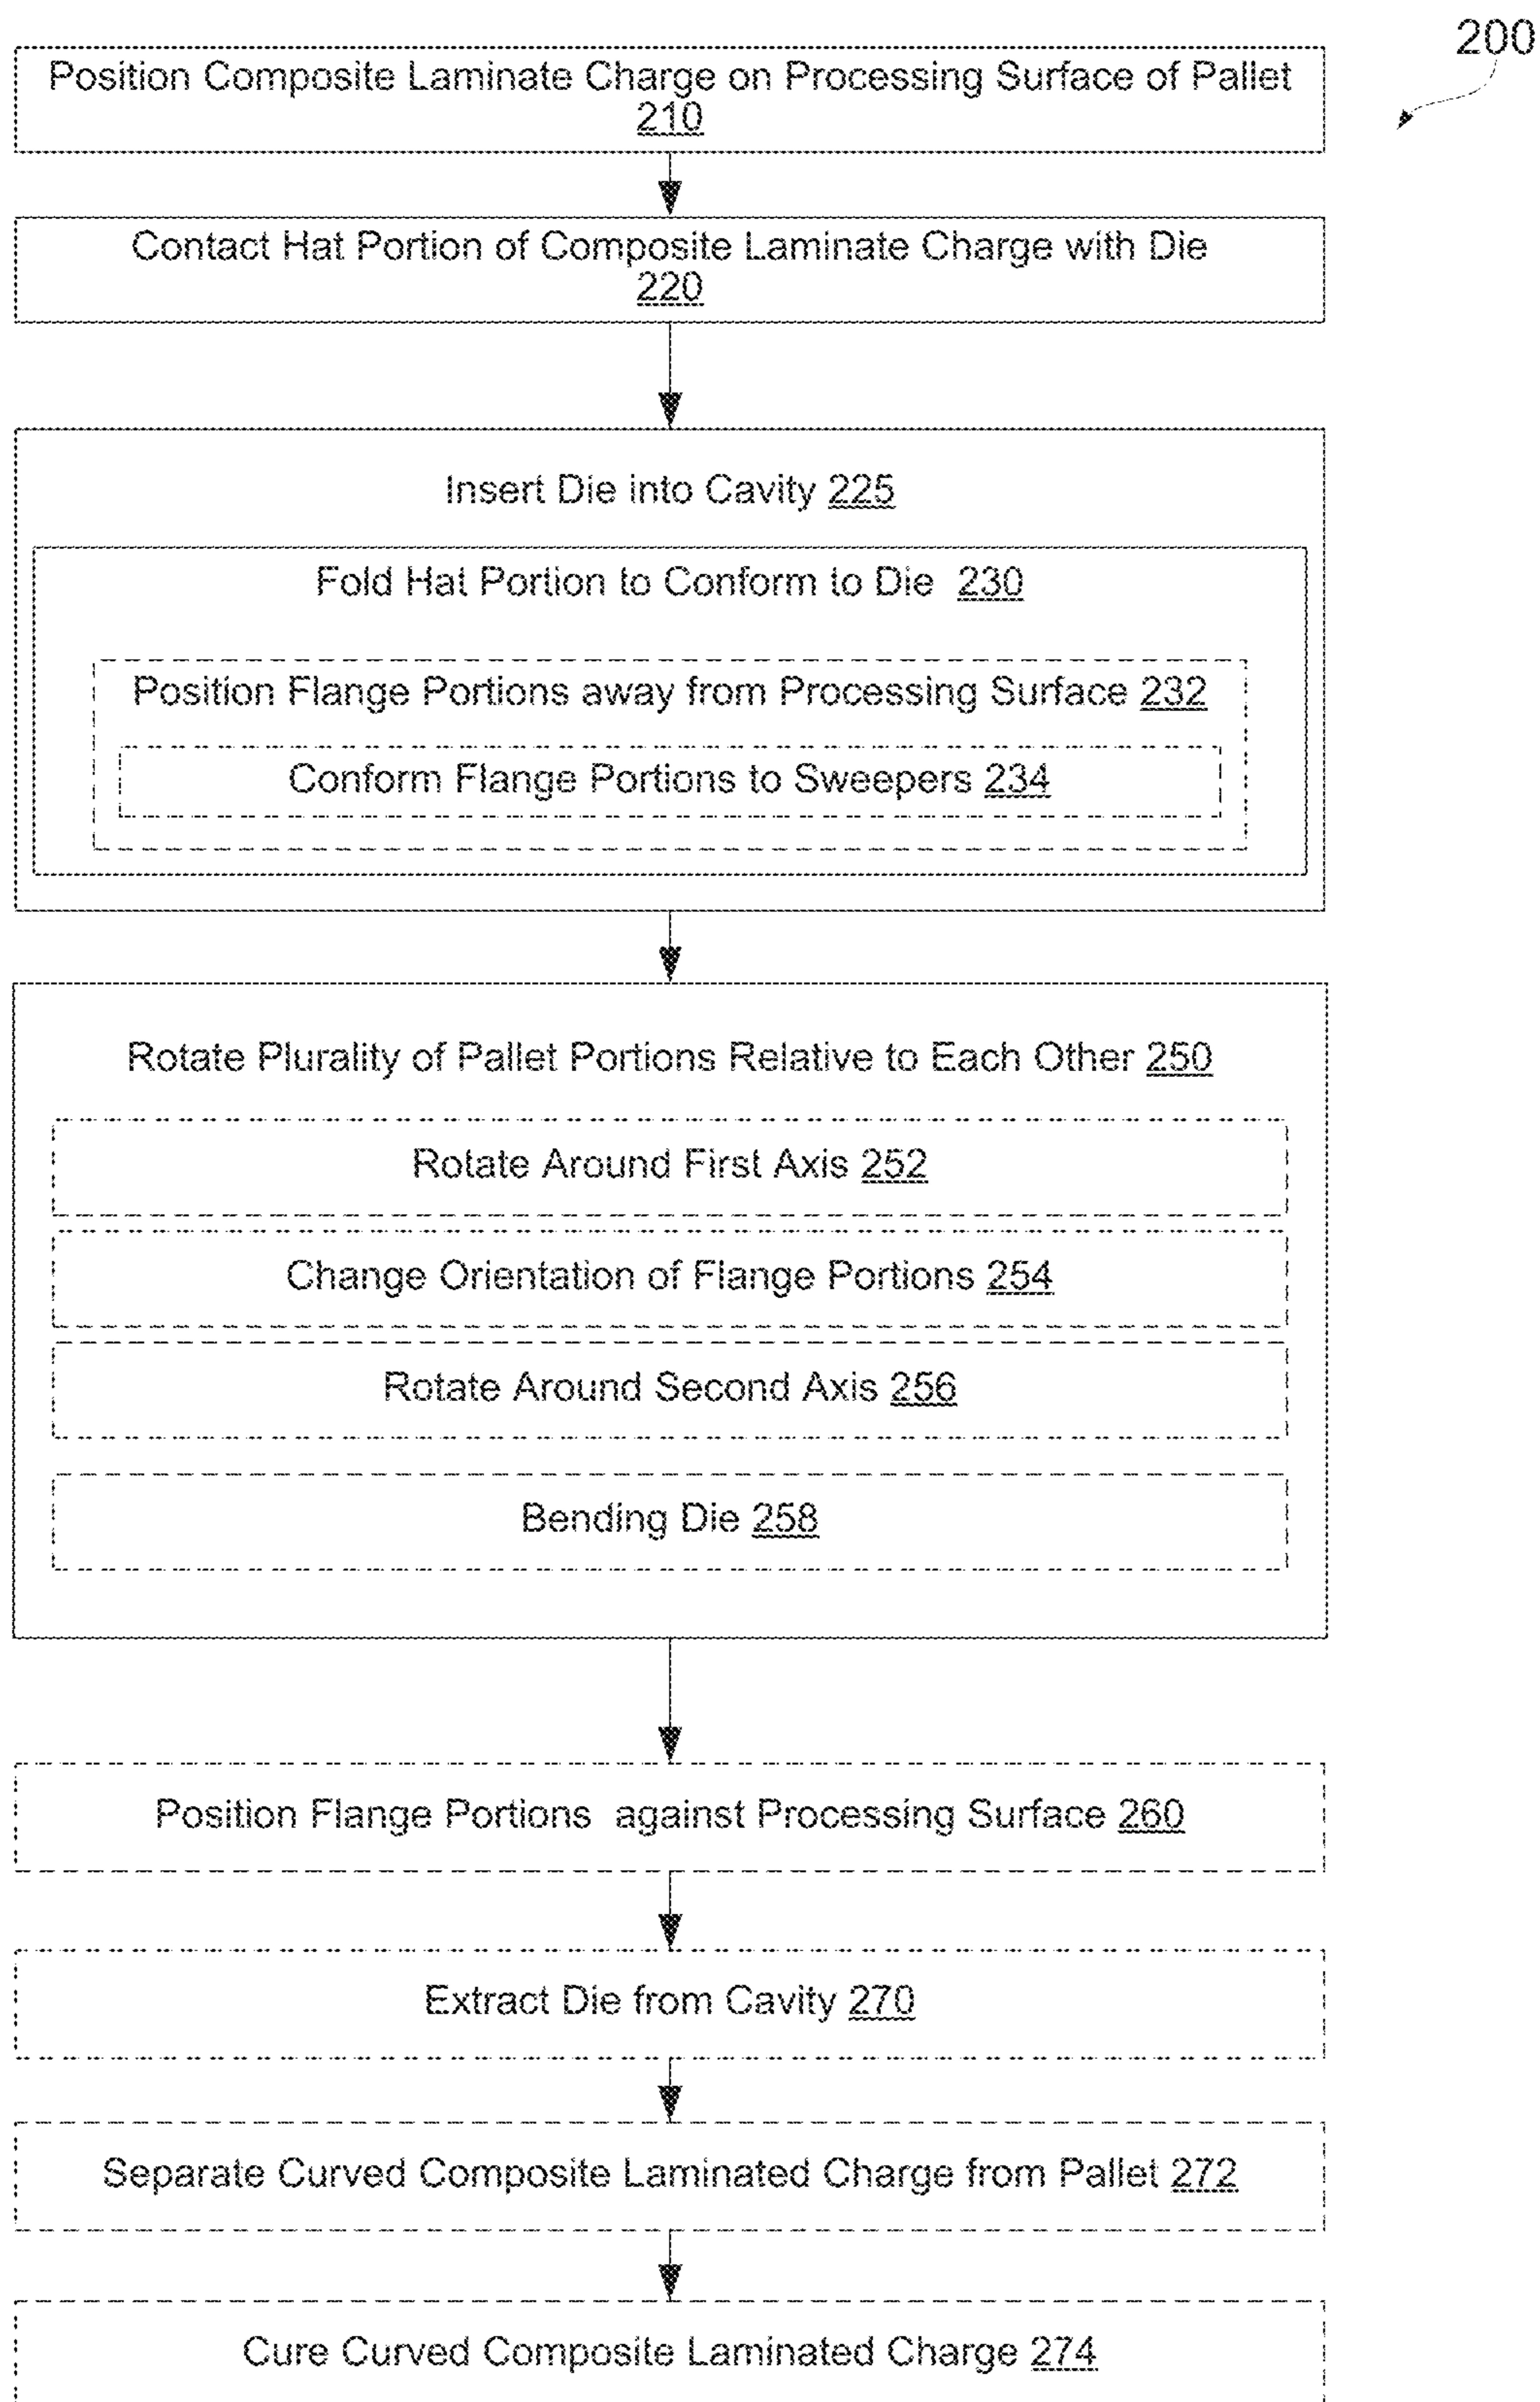 200
Position Composite Laminate Charge on Processing Surface of Pallet
210
Contact Hat Portion of Composite Laminate Charge with Die
220
Insert Die into Cavity 225
Fold Hat Portion to Conform to Die 230
Position Flange Portions away from Processing Surface 232
Conform Flange Portions to Sweepers 234
Rotate Plurality of Pallet Portions Relative to Each Other 250
Rotate Around First Axis 252
Change Orientation of Flange Portions 254
Rotate Around Second Axis 256
Bending Die 258
Position Flange Portions against Processing Surface 260
Extract Die from Cavity 270
Separate Curved Composite Laminated Charge from Pallet 272
Cure Curved Composite Laminated Charge 274